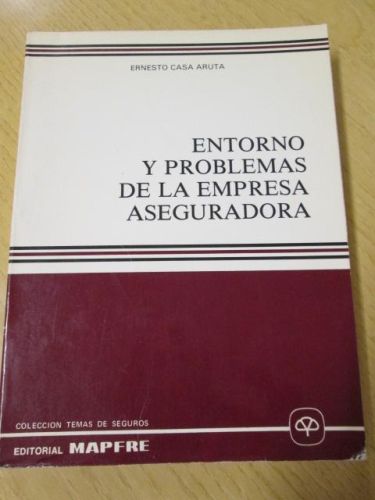 ERNESTO CASA ARUTA
ENTORNO
Y PROBLEMAS
DE LA EMPRESA
ASEGURADORA
COLECCION TEMAS DE SEGUROS
EDITORIAL MAPFRE